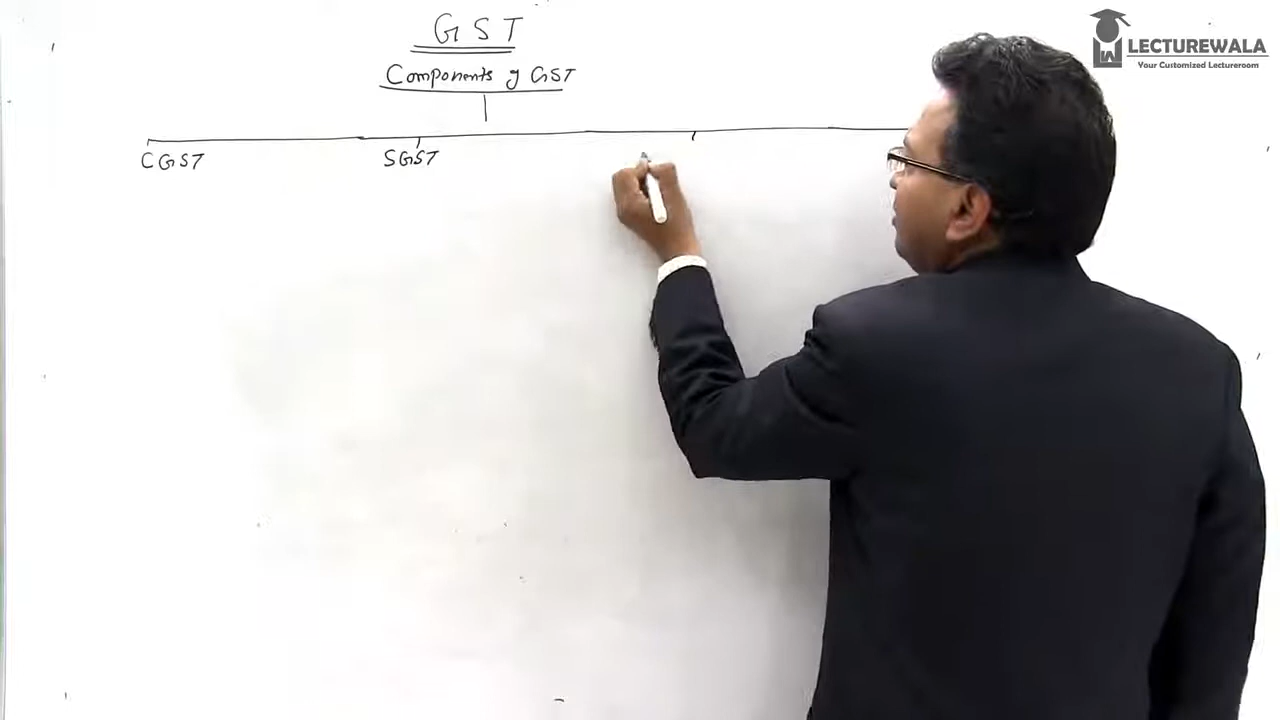 GST
Components of GST
CGST
SGST
LECTUREWALA
Your Customized Lectureroom